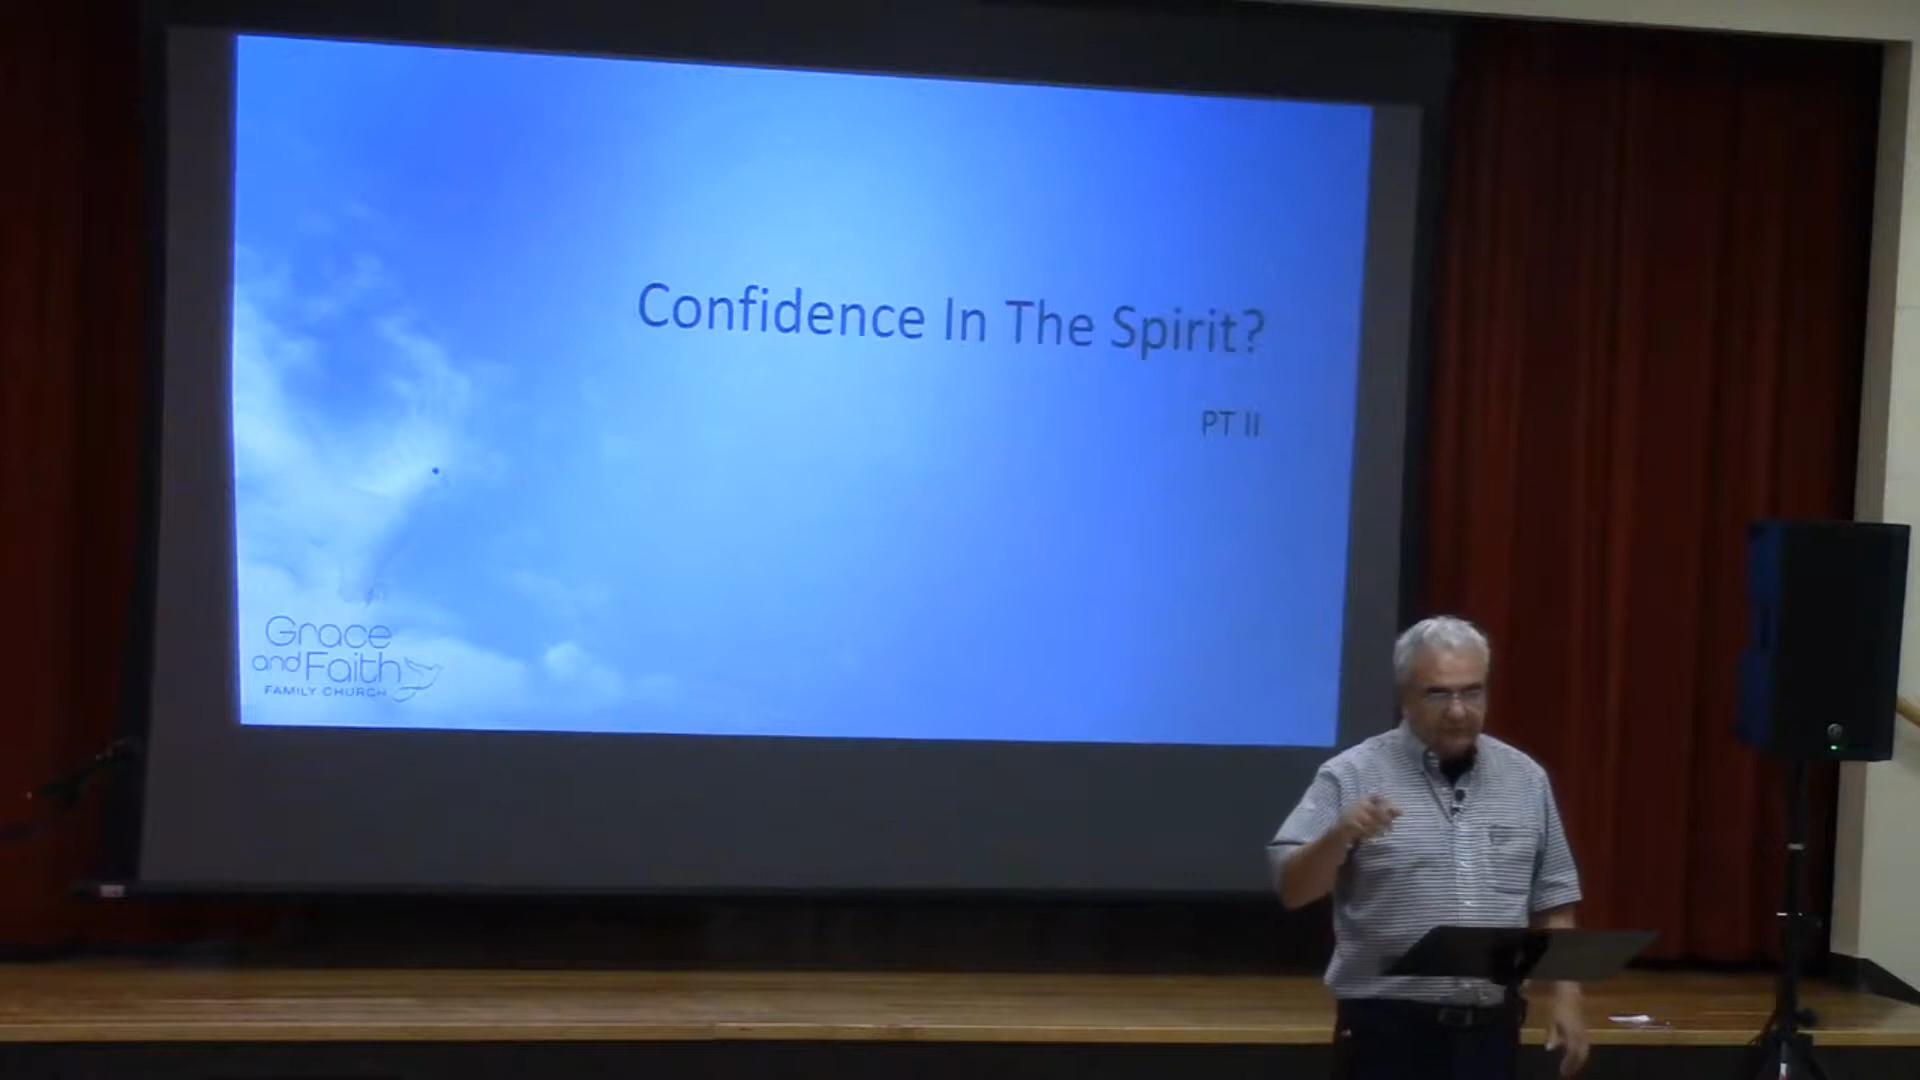 Confidence In The Spirit?
PT II
Grace
and Faith
FAMILY CHURCH